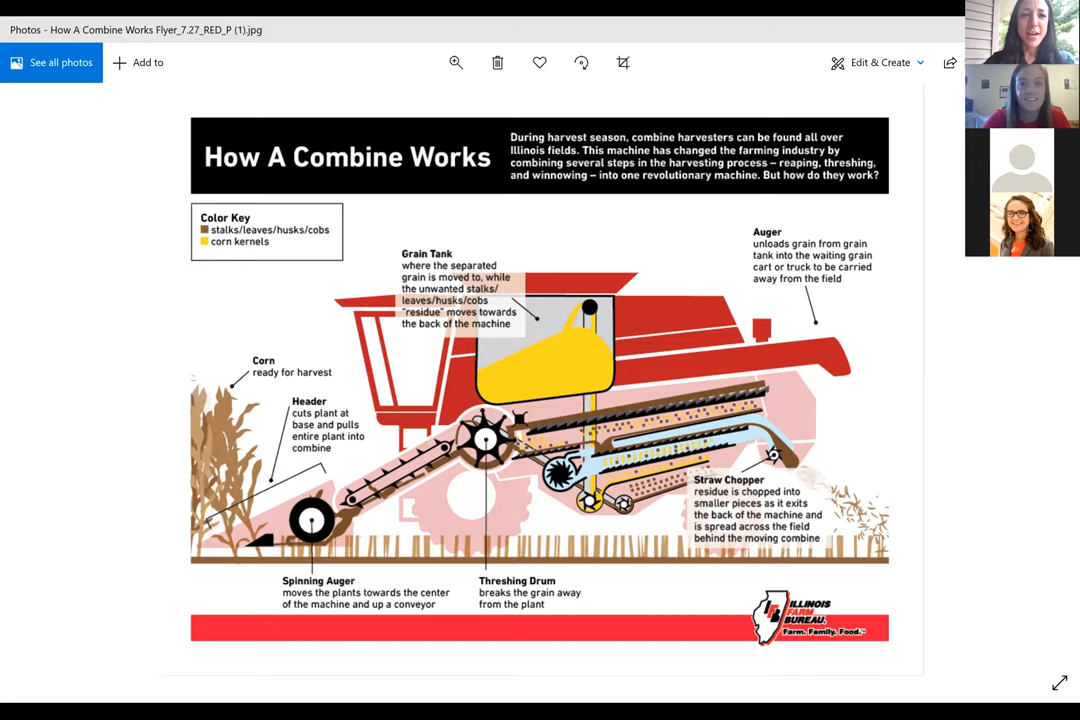 Photos - How A Combine Works Flyer_7.27_RED_P (1).jpg
See all photos
Add to
Edit & Create
How A Combine Works
During harvest season, combine harvesters can be found all over
Illinois fields. This machine has changed the farming industry by
combining several steps in the harvesting process – reaping, threshing,
and winnowing – into one revolutionary machine. But how do they work?
Color Key
stalks/leaves/husks/cobs
corn kernels
Grain Tank
where the separated
grain is moved to, while
the unwanted stalks/
leaves/husks/cobs
"residue" moves towards
the back of the machine
Auger
unloads grain from grain
tank into the waiting grain
cart or truck to be carried
away from the field
Corn
ready for harvest
Header
cuts plant at
base and pulls
entire plant into
combine
Straw Chopper
residue is chopped into
smaller pieces as it exits
the back of the machine and
is spread across the field
behind the moving combine
Spinning Auger
moves the plants towards the center
of the machine and up a conveyor
Threshing Drum
breaks the grain away
from the plant
IFB
ILLINOIS
FARM
BUREAU.
Farm. Family. Food.™